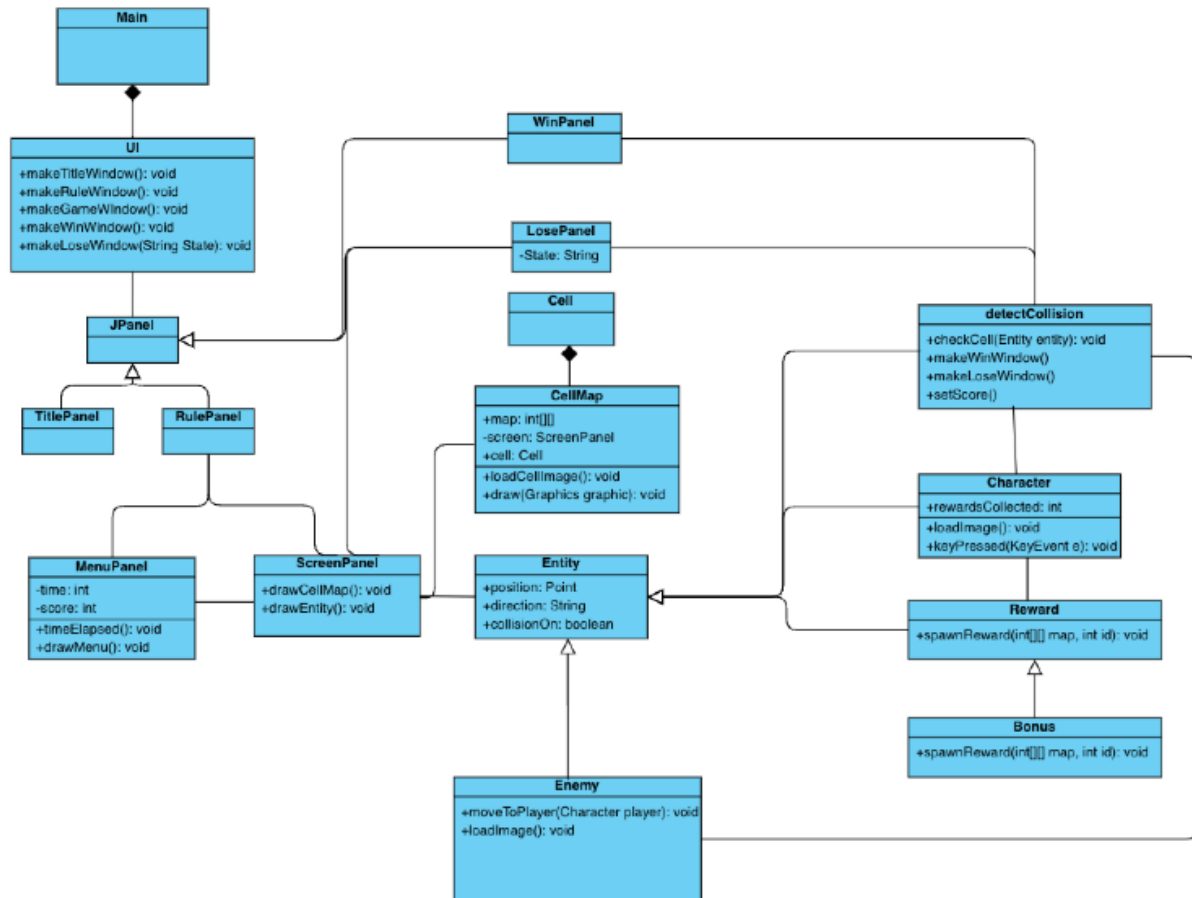 Main
UI
+makeTitleWindow(): void
+makeRuleWindow(): void
+makeGameWindow(): void
+makeWinWindow(): void
+makeLoseWindow(String State): void
JPanel
TitlePanel
RulePanel
MenuPanel
-time: int
-score: int
+timeElapsed(): void
+drawMenu(): void
ScreenPanel
+drawCellMap(): void
+drawEntity(): void
WinPanel
LosePanel
-State: String
Cell
CellMap
+map: int[][]
-screen: ScreenPanel
+cell: Cell
+loadCellImage(): void
+draw(Graphics graphic): void
Entity
+position: Point
+direction: String
+collisionOn: boolean
Enemy
+moveToPlayer(Character player): void
+loadImage(): void
detectCollision
+checkCell(Entity entity): void
+makeWinWindow()
+makeLoseWindow()
+setScore()
Character
+rewardsCollected: int
+loadImage(): void
+keyPressed(KeyEvent e): void
Reward
+spawnReward(int[][] map, int id): void
Bonus
+spawnReward(int[][] map, int id): void